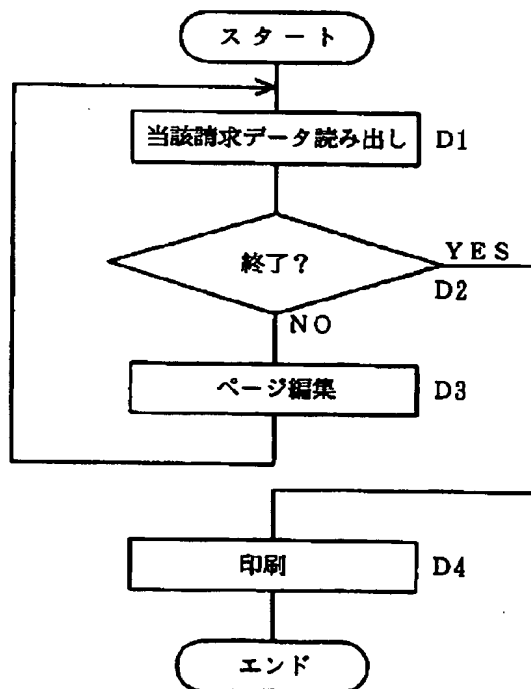 スタート
当該請求データ読み出し D1
終了？ YES
D2
NO
ページ編集 D3
印刷 D4
エンド